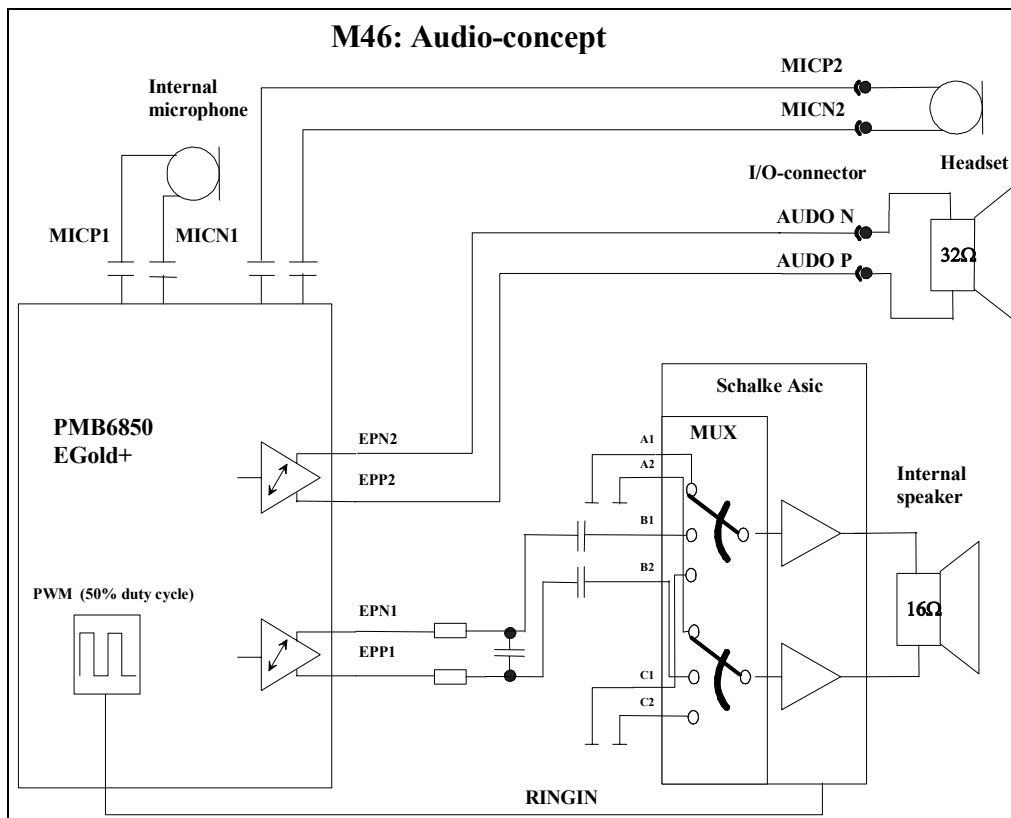 M46: Audio-concept
MICP2
Internal
microphone
MICN2
I/O-connector
Headset
MICP1
MICN1
AUDO N
32Ω
AUDO P
Schalke Asic
PMB6850
EGold+
MUX
EPN2
A1
A2
EPP2
Internal
speaker
B1
B2
PWM (50% duty cycle)
EPN1
16Ω
EPP1
C1
C2
RINGIN